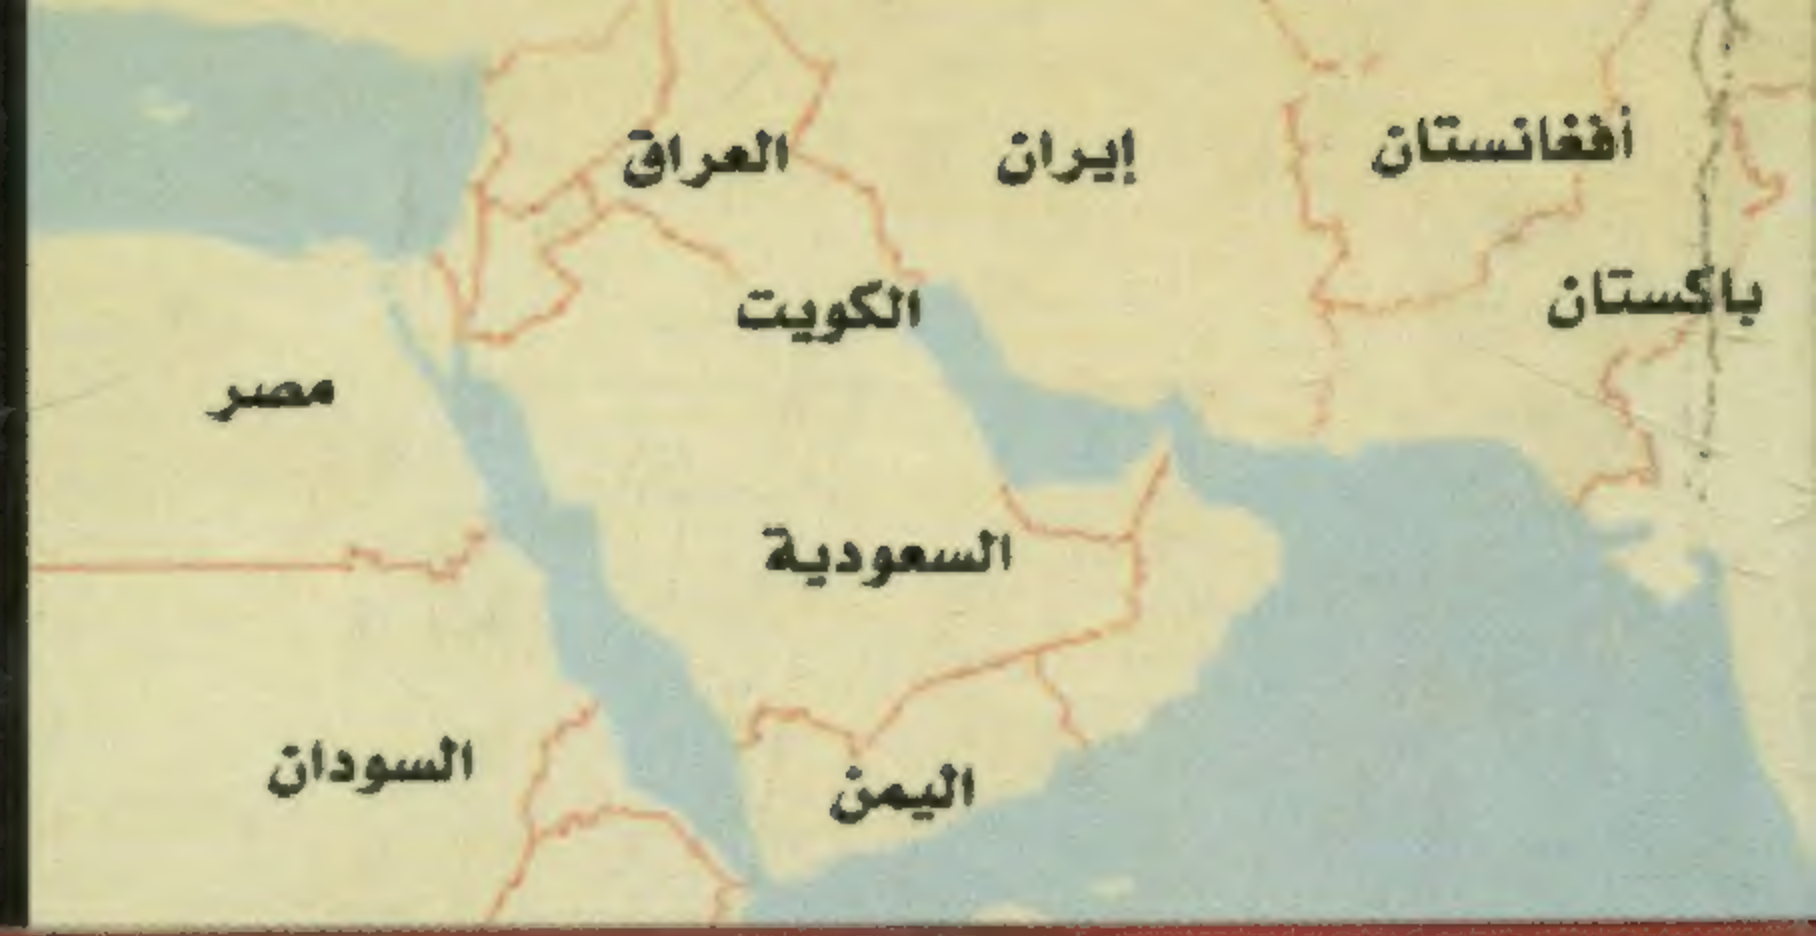 أفغانستان
إيران
العراق
باكستان
الكويت
مصر
السعودية
السودان
اليمن